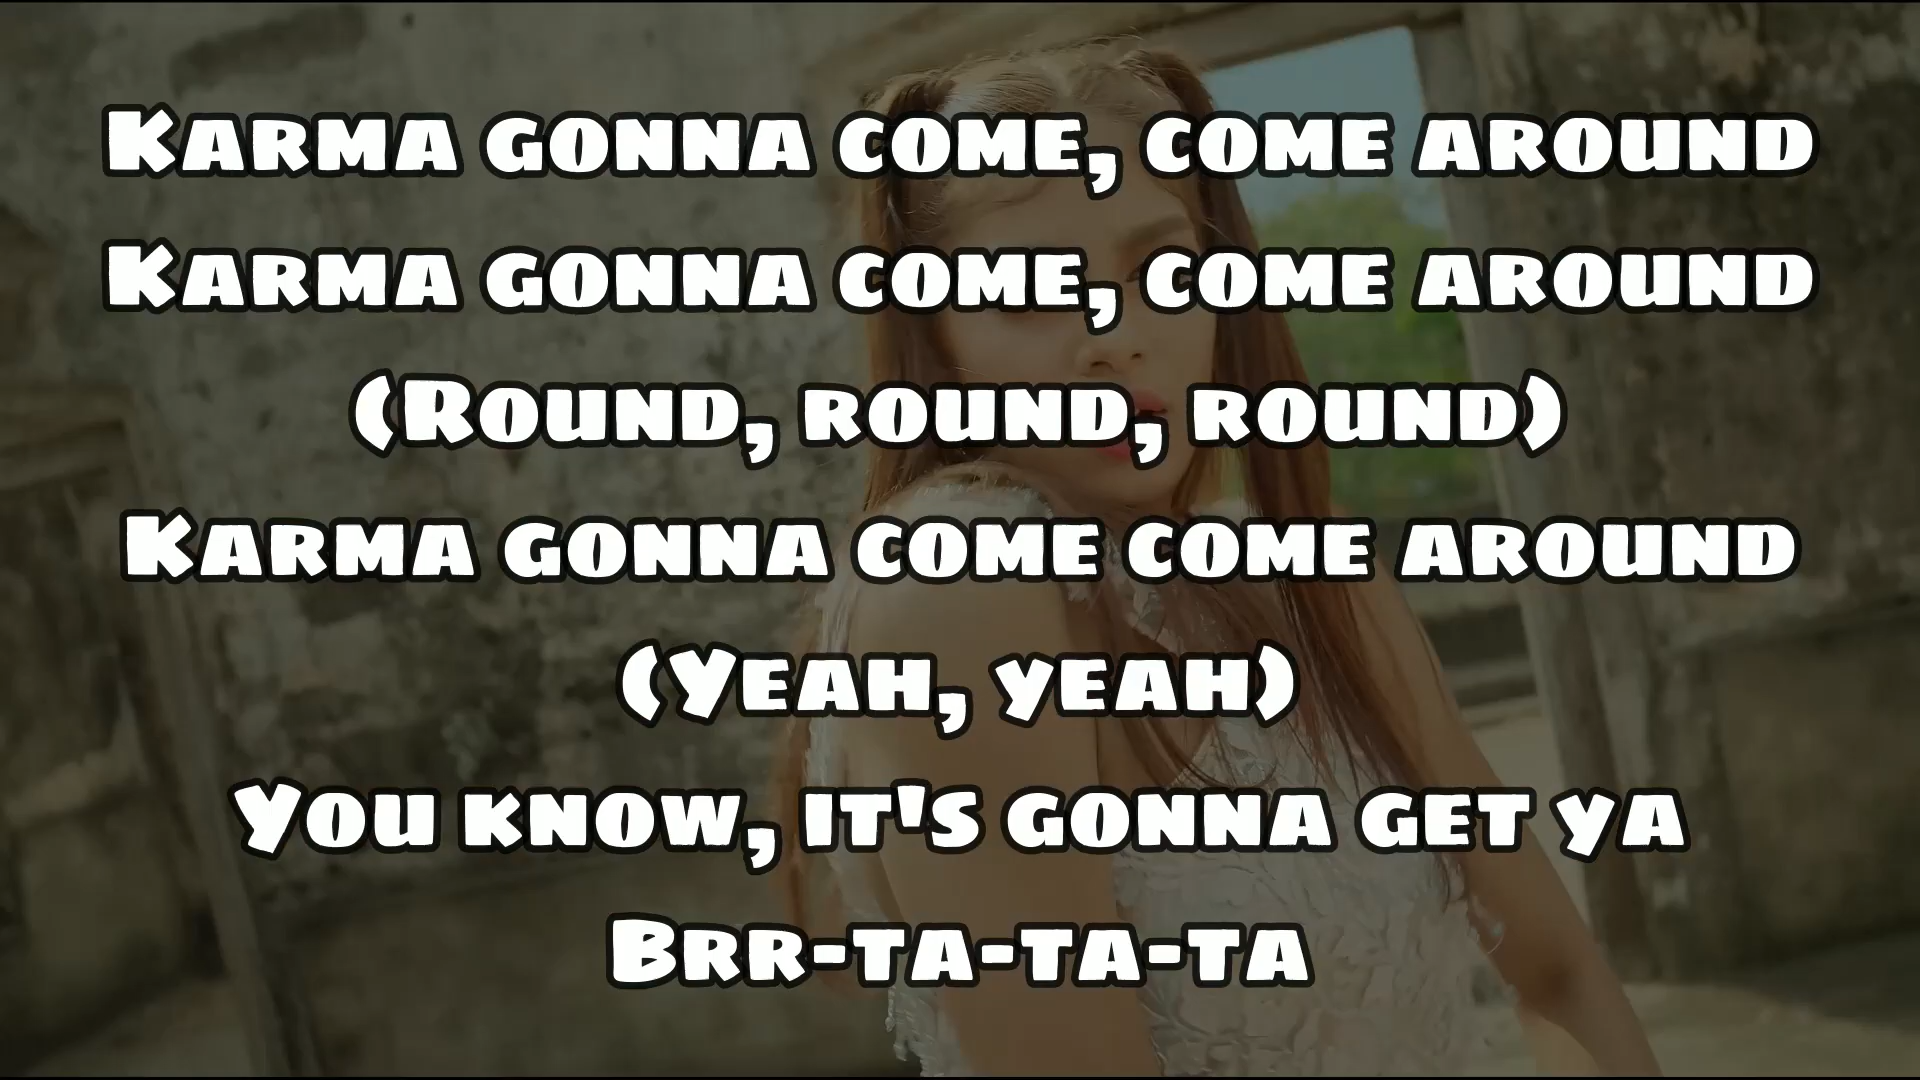 Karma gonna come, come around
Karma gonna come, come around
(Round, round, round)
Karma gonna come come around
(Yeah, yeah)
You know, it's gonna get ya
Brr-ta-ta-ta